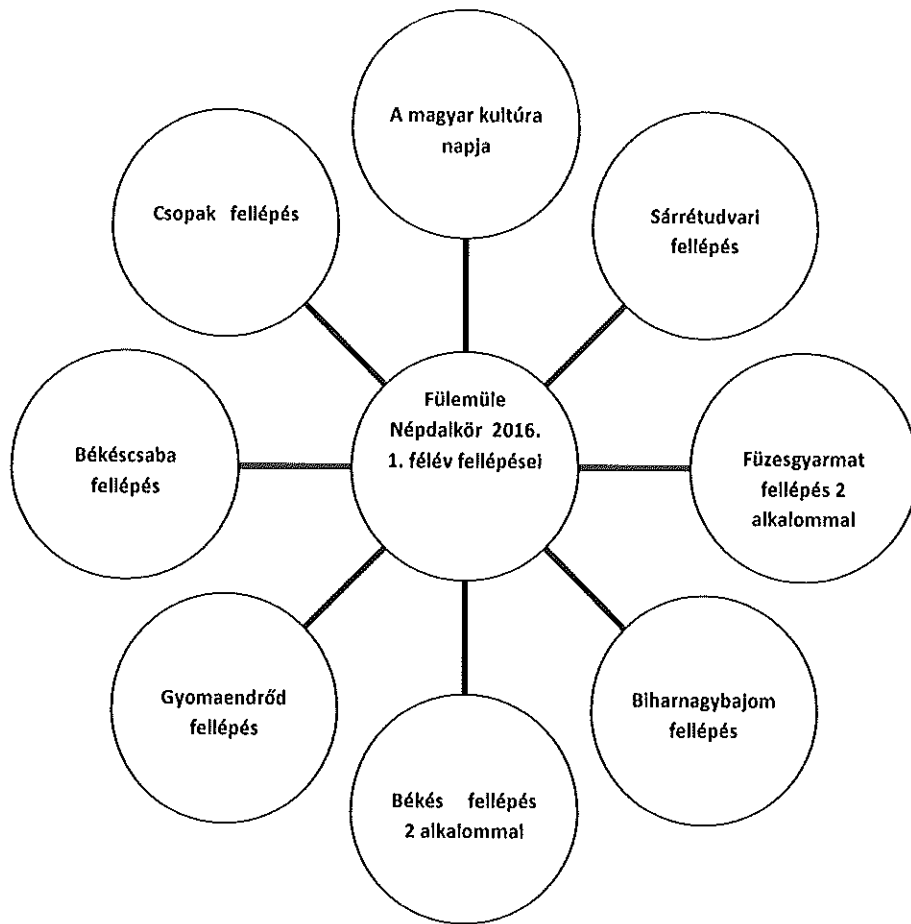 A magyar kultúra
napja
Sárrétudvari
fellépés
Füzesgyarmat
fellépés 2
alkalommal
Biharnagybajom
fellépés
Békés fellépés
2 alkalommal
Gyomaendrőd
fellépés
Békéscsaba
fellépés
Csopak fellépés
Fülemüle
Népdalkör 2016.
1. félév fellépései